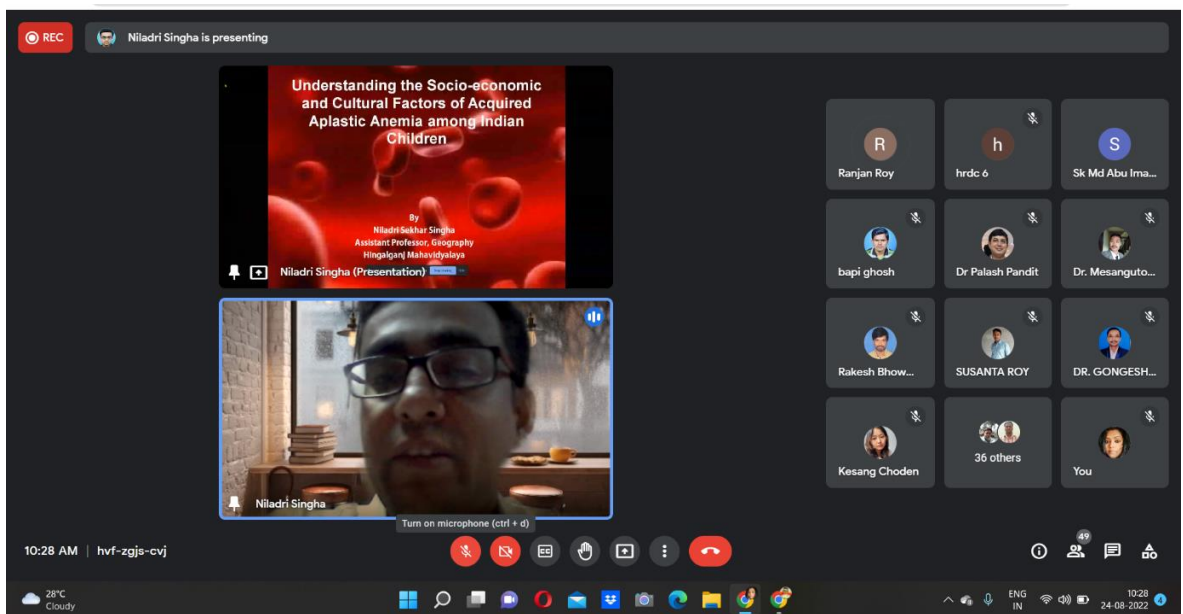 REC
Niladri Singha is presenting
Understanding the Socio-economic
and Cultural Factors of Acquired
Aplastic Anemia among Indian
Children
By
Niladri Sekhar Singha
Assistant Professor, Geography
Hingalganj Mahavidyalaya
Niladri Singha (Presentation)
Niladri Singha
Turn on microphone (ctrl + d)
R
Ranjan Roy
h
hrdc 6
S
Sk Md Abu Ima...
bapi ghosh
Dr Palash Pandit
Dr. Mesanguto...
Rakesh Bhow...
SUSANTA ROY
DR. GONGESH...
Kesang Choden
36 others
You
10:28 AM | hvf-zgjs-cvj
CC
49
28°C
Cloudy
ENG
IN
10:28
24-08-2022
4